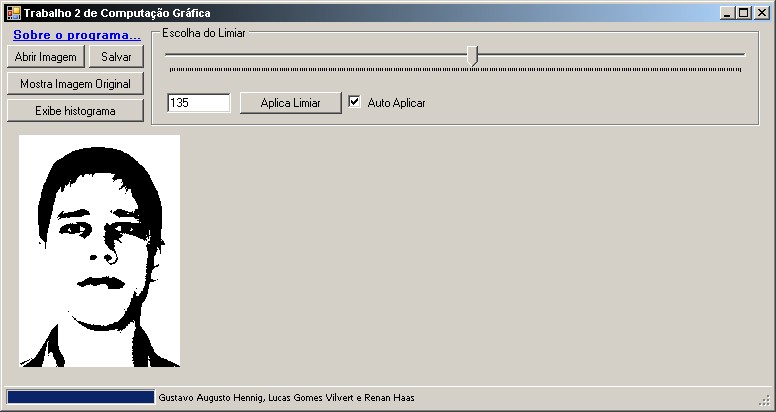 Trabalho 2 de Computação Gráfica
Sobre o programa...
Abrir Imagem
Salvar
Mostra Imagem Original
Exibe histograma
Escolha do Limiar
135
Aplica Limiar
Auto Aplicar
Gustavo Augusto Hennig, Lucas Gomes Vilvert e Renan Haas